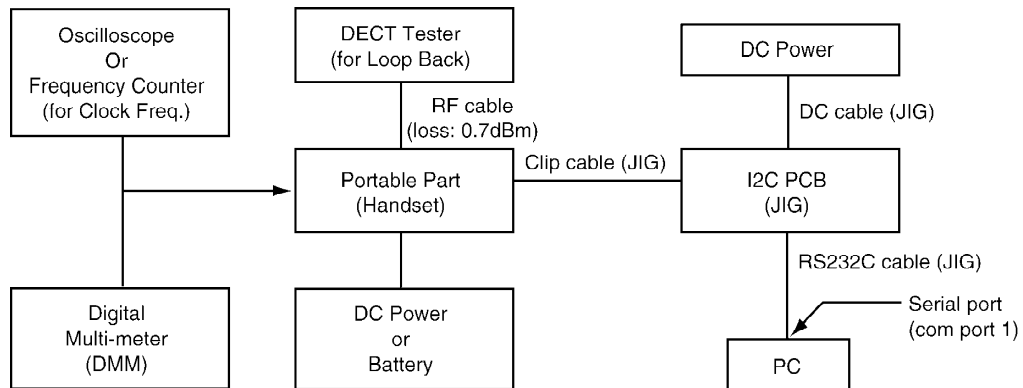 Oscilloscope
Or
Frequency Counter
(for Clock Freq.)
DECT Tester
(for Loop Back)
DC Power
RF cable
(loss: 0.7dBm)
DC cable (JIG)
Clip cable (JIG)
Portable Part
(Handset)
I2C PCB
(JIG)
RS232C cable (JIG)
Digital
Multi-meter
(DMM)
DC Power
or
Battery
Serial port
(com port 1)
PC